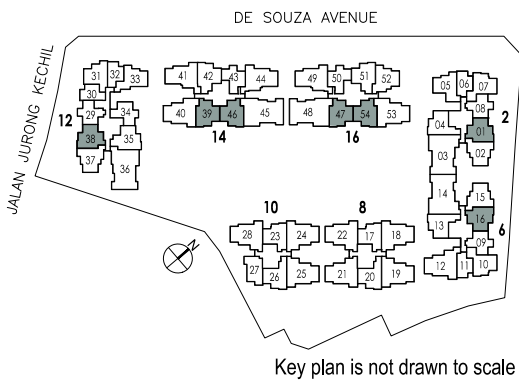 DE SOUZA AVENUE
JALAN JURONG KECHIL
31 32 33
30
29 34
12
38 35
37 36
41 42 43 44
40 39 46 45
14
49 50 51 52
48 47 54 53
16
05 06 07
08
2
04 01
03 02
14 15
13 16
6
09
12 11 10
10
28 23 24
27 26 25
8
22 17 18
21 20 19
N
Key plan is not drawn to scale